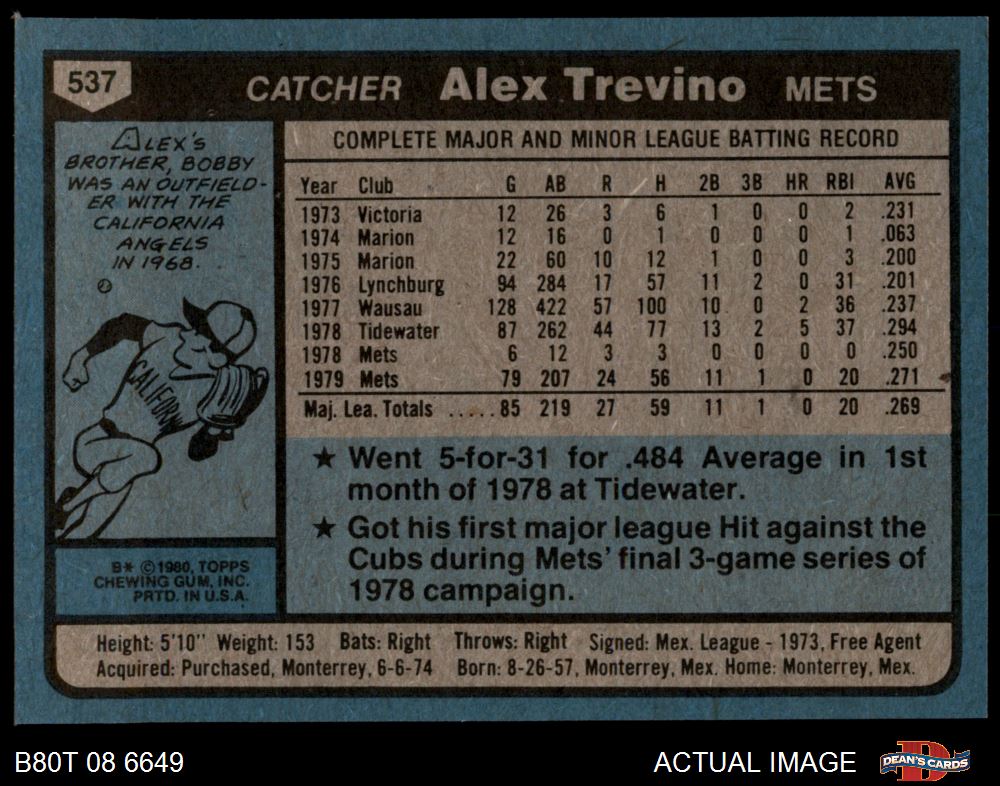 537 CATCHER Alex Trevino METS
ALEX'S
BROTHER, BOBBY
WAS AN OUTFIELD-
ER WITH THE
CALIFORNIA
ANGELS
IN 1968.
CALIFORN
B* ©1980, TOPPS
CHEWING GUM, INC.
PRTD. IN U.S.A.
COMPLETE MAJOR AND MINOR LEAGUE BATTING RECORD
Year Club G AB R H 2B 3B HR RBI AVG
1973 Victoria 12 26 3 6 1 0 0 2 .231
1974 Marion 12 16 0 1 0 0 0 1 .063
1975 Marion 22 60 10 12 1 0 0 3 .200
1976 Lynchburg 94 284 17 57 11 2 0 31 .201
1977 Wausau 128 422 57 100 10 0 2 36 .237
1978 Tidewater 87 262 44 77 13 2 5 37 .294
1978 Mets 6 12 3 3 0 0 0 0 .250
1979 Mets 79 207 24 56 11 1 0 20 .271
Maj. Lea. Totals ..... 85 219 27 59 11 1 0 20 .269
★ Went 5-for-31 for .484 Average in 1st
month of 1978 at Tidewater.
★ Got his first major league Hit against the
Cubs during Mets' final 3-game series of
1978 campaign.
Height: 5'10" Weight: 153 Bats: Right Throws: Right Signed: Mex. League - 1973, Free Agent
Acquired: Purchased, Monterrey, 6-6-74 Born: 8-26-57, Monterrey, Mex. Home: Monterrey, Mex.
B80T 08 6649 ACTUAL IMAGE DEAN'S CARDS